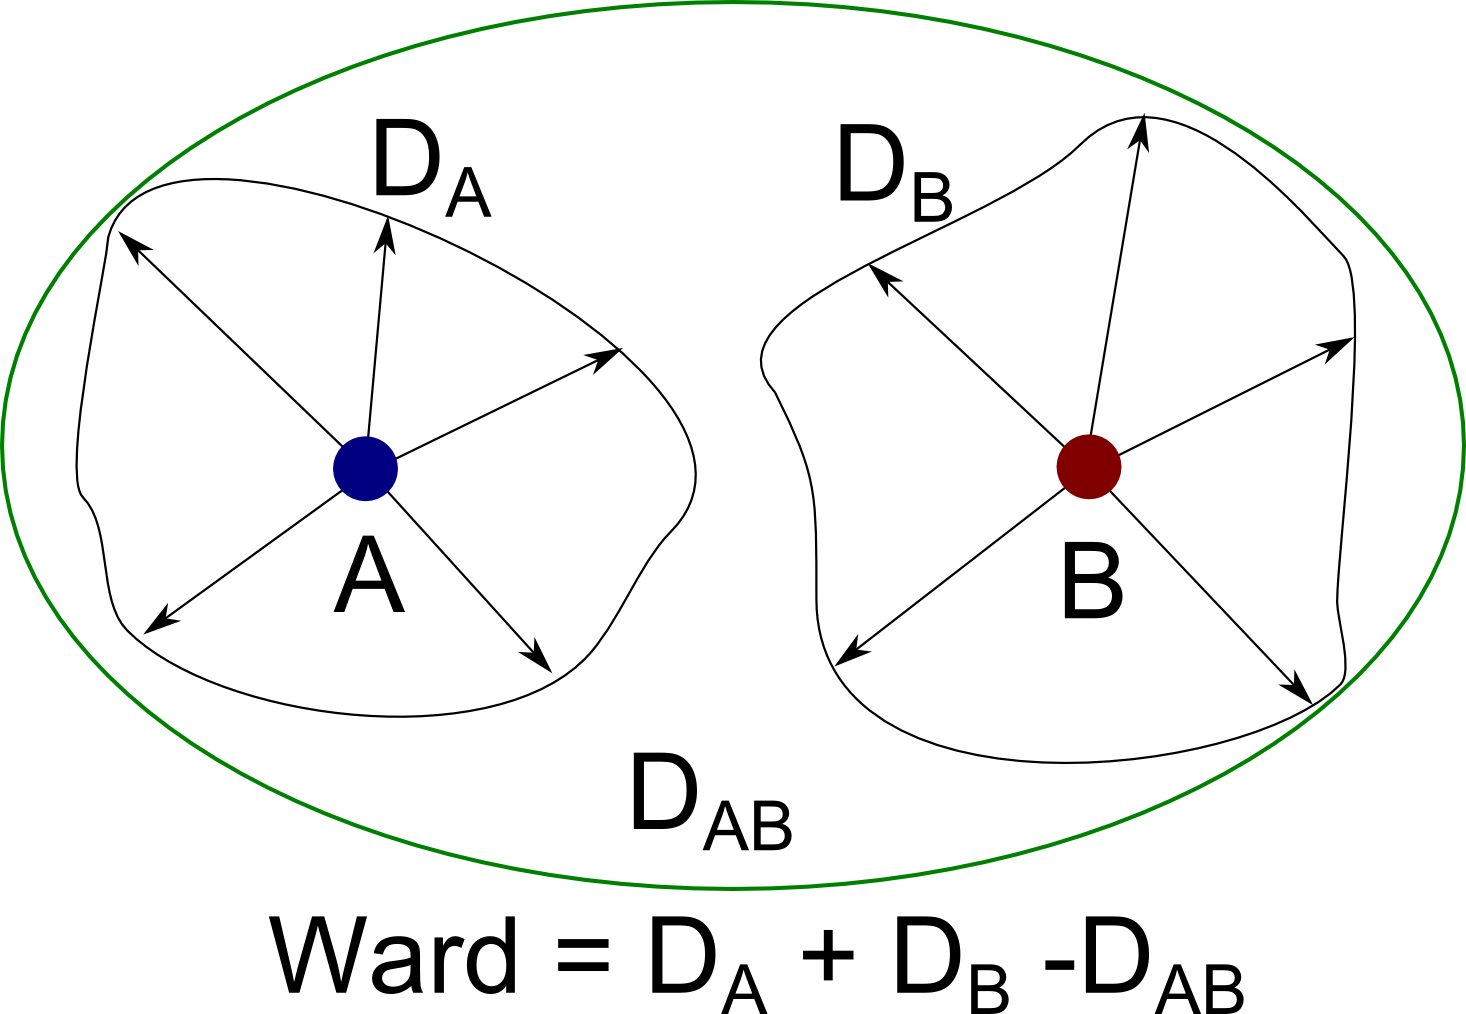 D_A
D_B
A
B
D_AB
Ward = D_A + D_B -D_AB